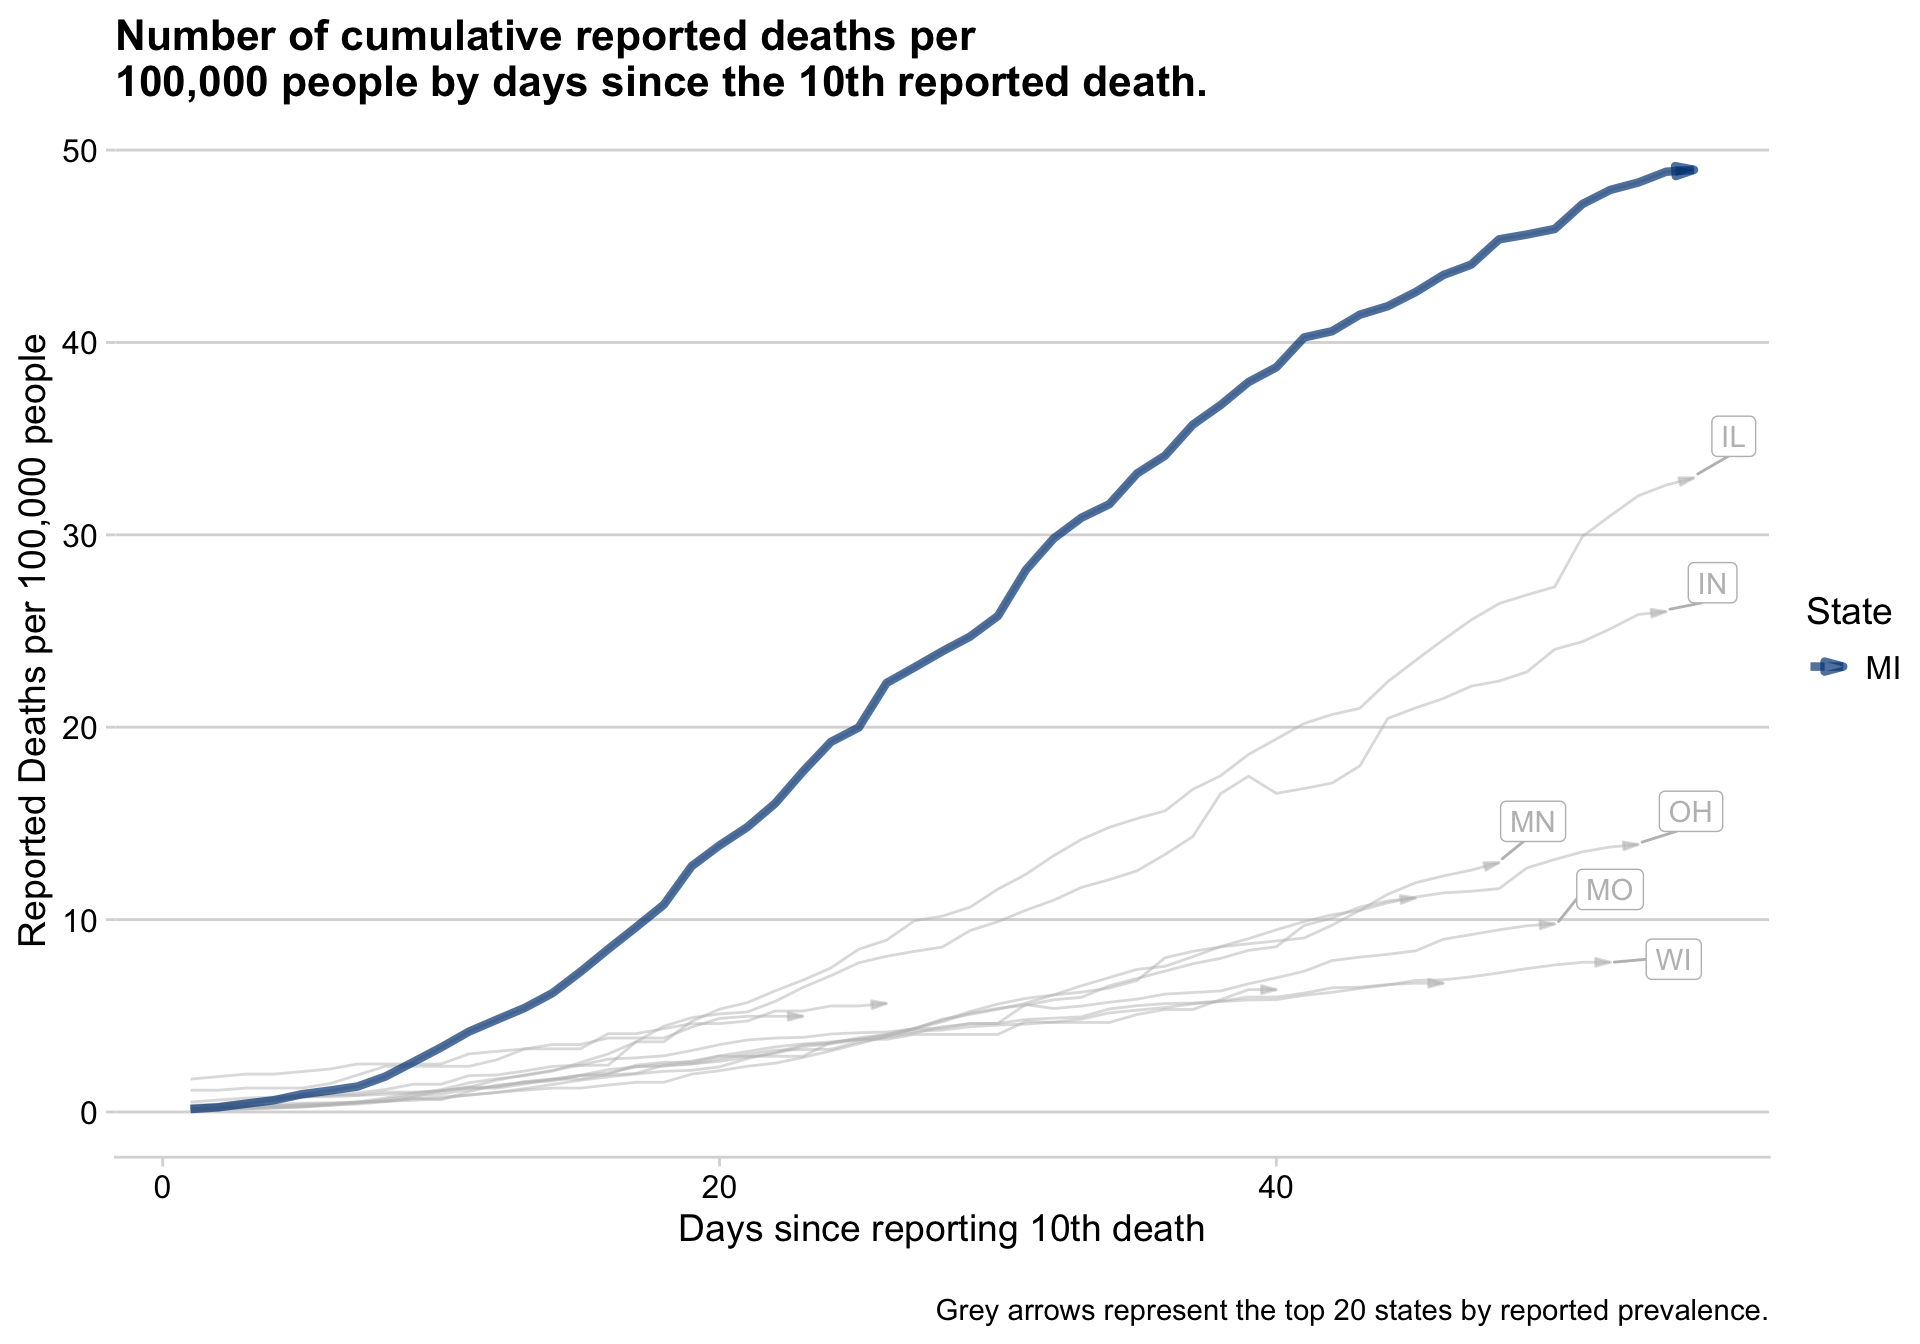 Number of cumulative reported deaths per
100,000 people by days since the 10th reported death.
Reported Deaths per 100,000 people
50
40
30
20
10
0
IL
IN
MN
OH
MO
WI
State
MI
0 20 40
Days since reporting 10th death
Grey arrows represent the top 20 states by reported prevalence.